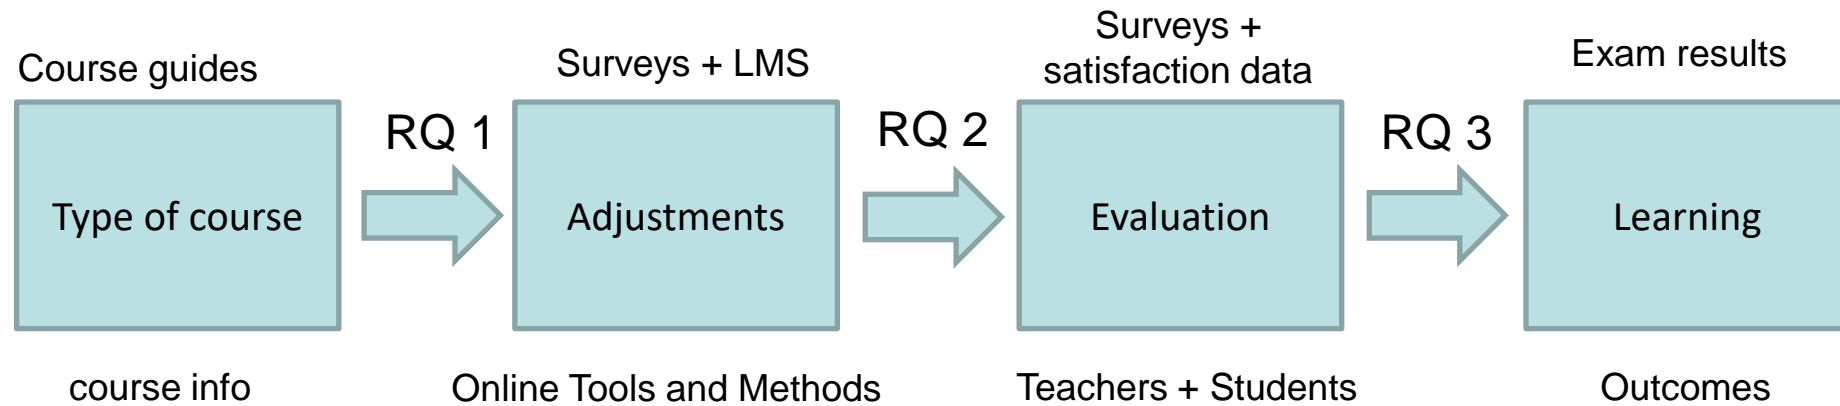 Course guides
Surveys + LMS
Surveys +
satisfaction data
Exam results
RQ 1
RQ 2
RQ 3
Type of course
Adjustments
Evaluation
Learning
course info
Online Tools and Methods
Teachers + Students
Outcomes